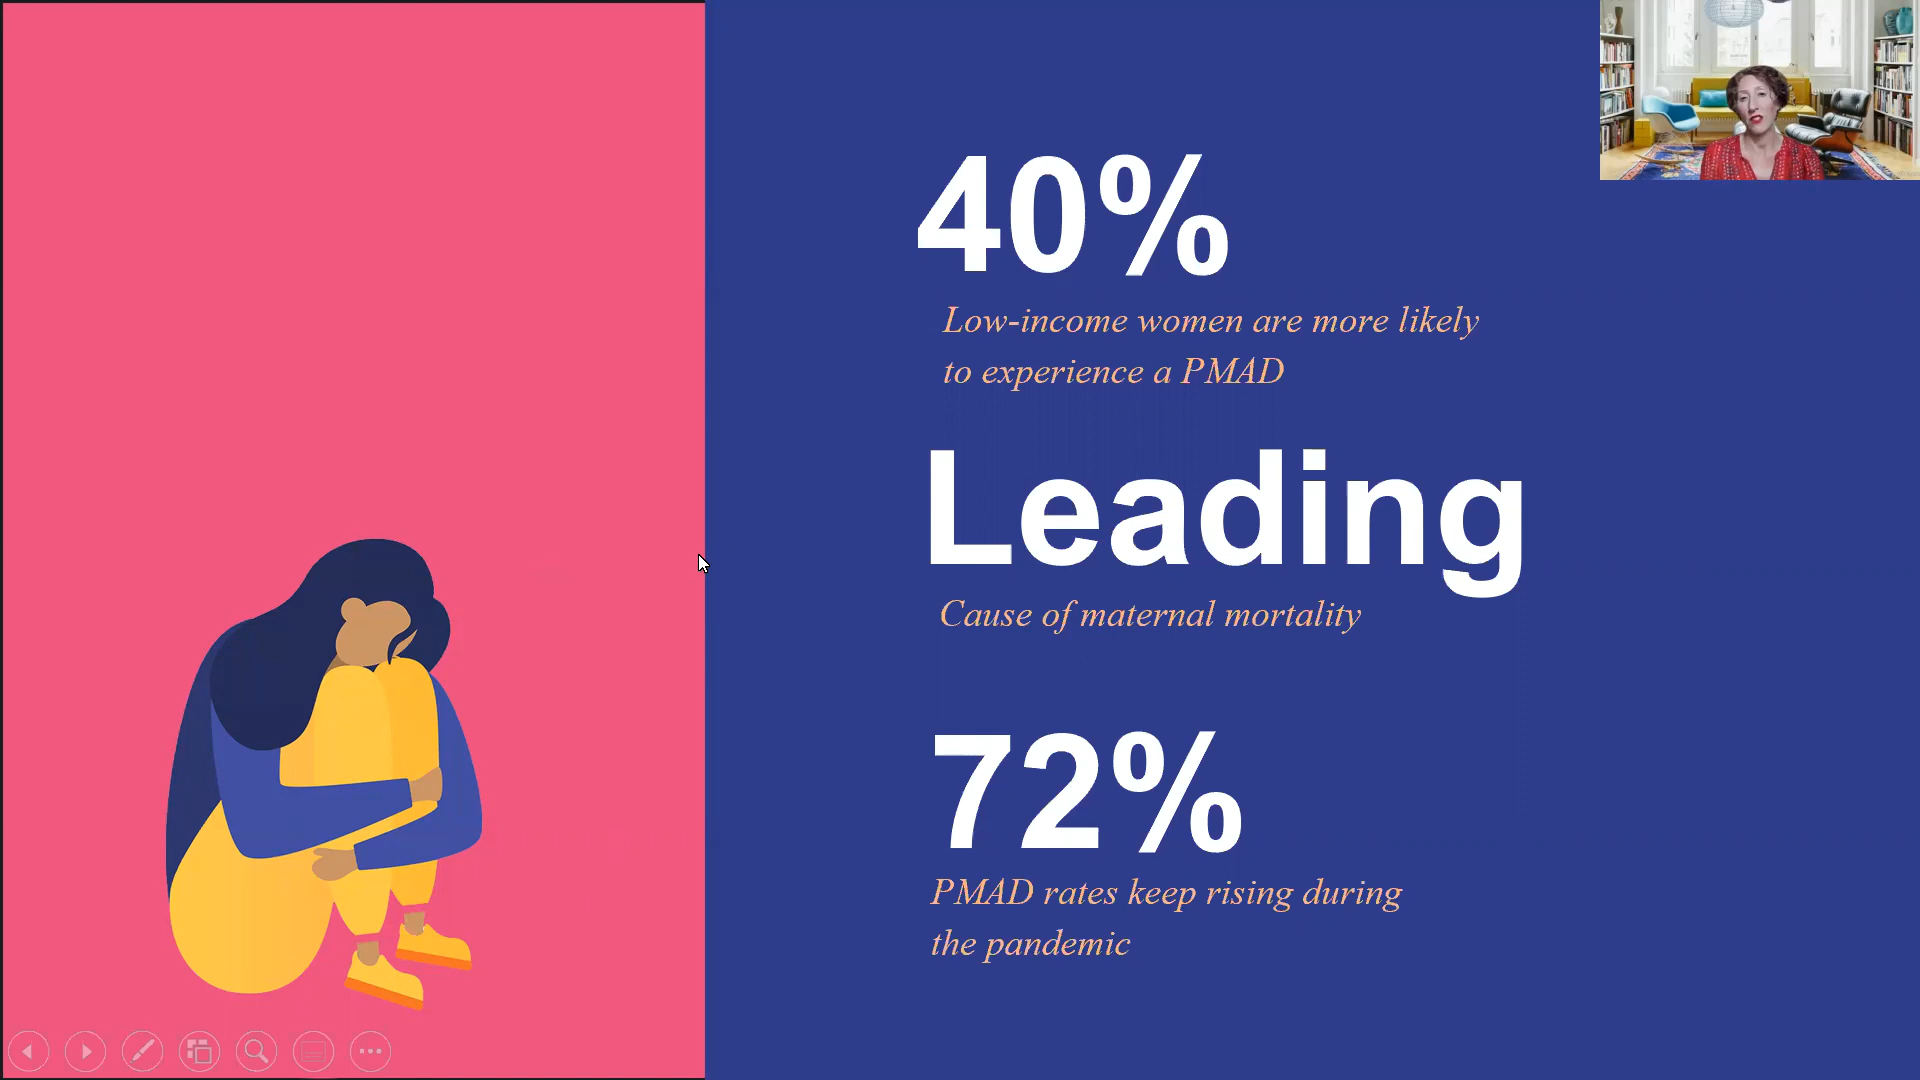 40%
Low-income women are more likely
to experience a PMAD
Leading
Cause of maternal mortality
72%
PMAD rates keep rising during
the pandemic